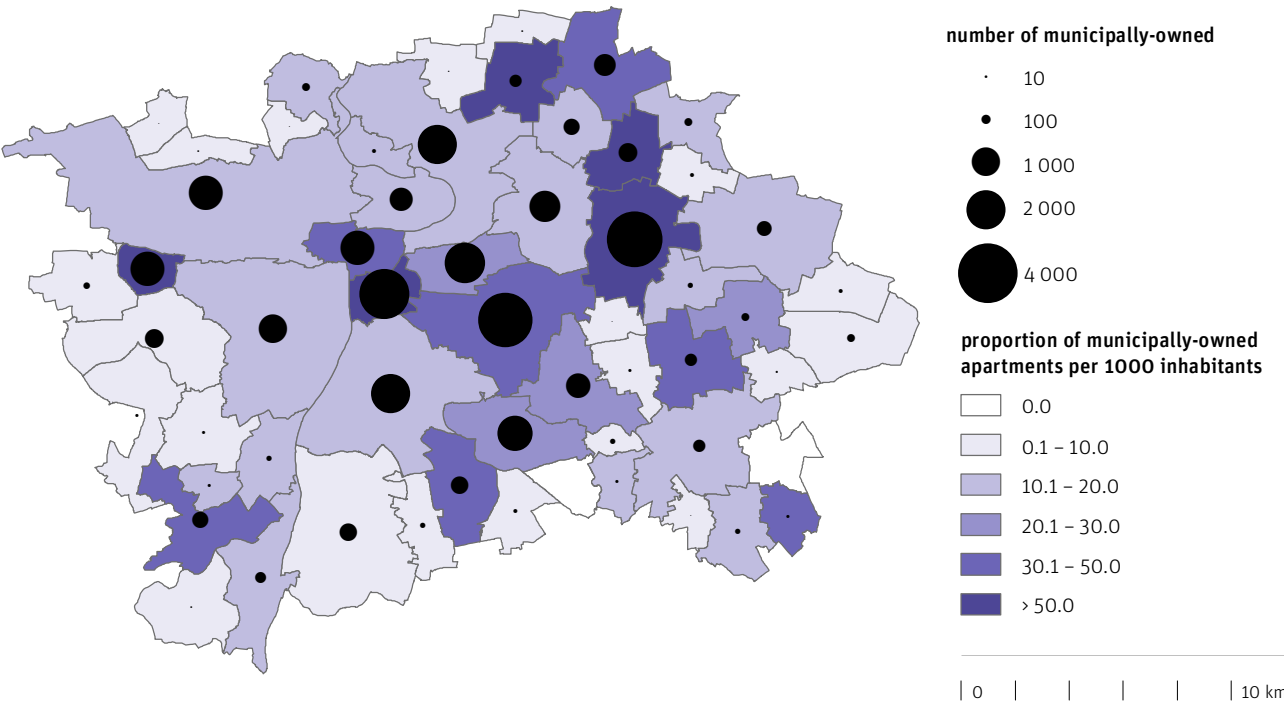 number of municipally-owned
10
100
1 000
2 000
4 000
proportion of municipally-owned
apartments per 1000 inhabitants
0.0
0.1 – 10.0
10.1 – 20.0
20.1 – 30.0
30.1 – 50.0
> 50.0
0 10 km